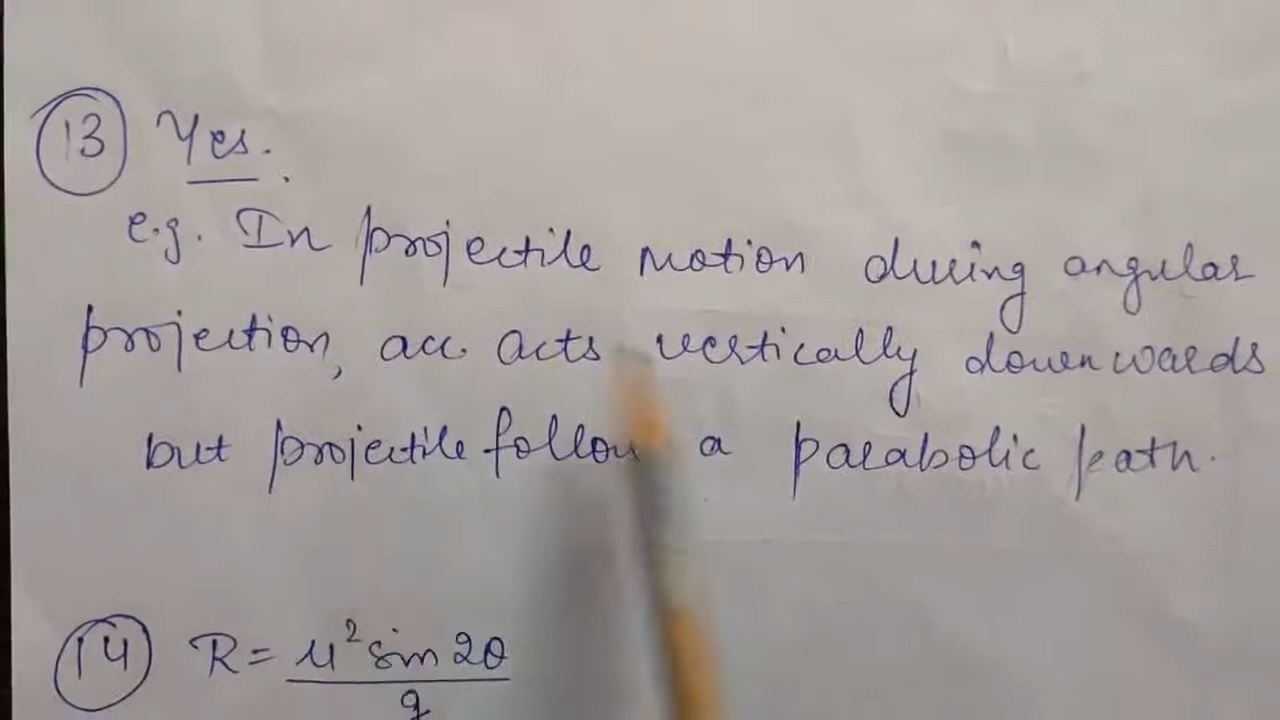 13 Yes.
e.g. In projectile motion during angular
projection, acc. acts vertically downwards
but projectile follow a parabolic path.
14 R = u² sin 2θ
g